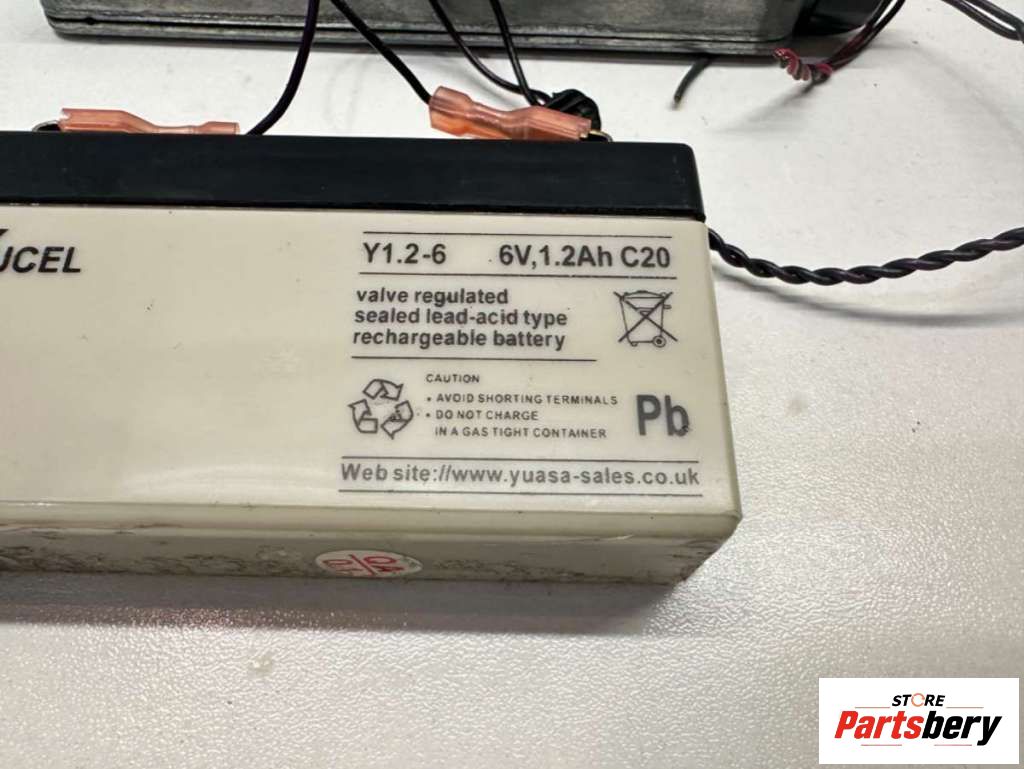 UCEL
Y1.2-6 6V,1.2Ah C20
valve regulated
sealed lead-acid type
rechargeable battery
CAUTION
• AVOID SHORTING TERMINALS
• DO NOT CHARGE
IN A GAS TIGHT CONTAINER
Pb
Web site://www.yuasa-sales.co.uk
STORE
Partsbery